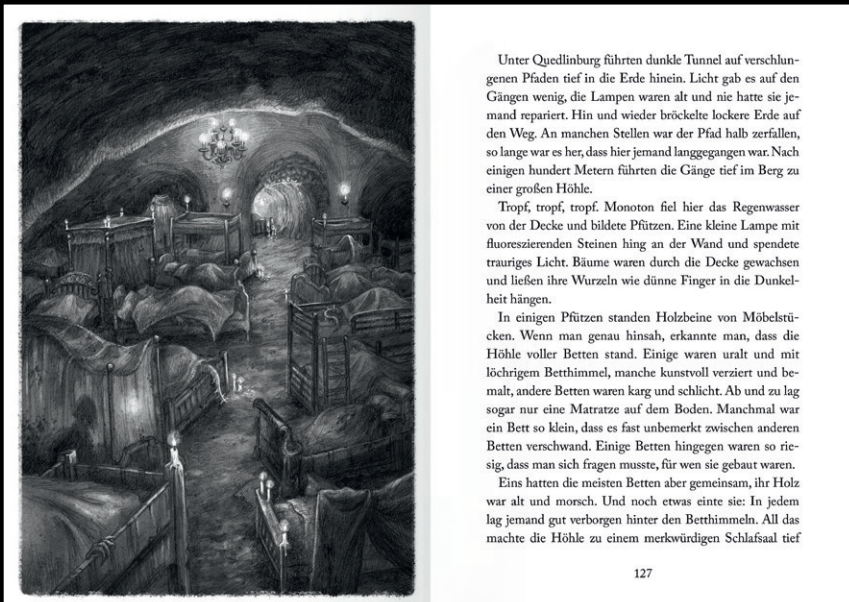 Unter Quedlinburg führten dunkle Tunnel auf verschlun-
genen Pfaden tief in die Erde hinein. Licht gab es auf den
Gängen wenig, die Lampen waren alt und nie hatte sie je-
mand repariert. Hin und wieder bröckelte lockere Erde auf
den Weg. An manchen Stellen war der Pfad halb zerfallen,
so lange war es her, dass hier jemand langgegangen war. Nach
einigen hundert Metern führten die Gänge tief im Berg zu
einer großen Höhle.
Tropf, tropf, tropf. Monoton fiel hier das Regenwasser
von der Decke und bildete Pfützen. Eine kleine Lampe mit
fluoreszierenden Steinen hing an der Wand und spendete
trauriges Licht. Bäume waren durch die Decke gewachsen
und ließen ihre Wurzeln wie dünne Finger in die Dunkel-
heit hängen.
In einigen Pfützen standen Holzbeine von Möbelstü-
cken. Wenn man genau hinsah, erkannte man, dass die
Höhle voller Betten stand. Einige waren uralt und mit
löchrigem Betthimmel, manche kunstvoll verziert und be-
malt, andere Betten waren karg und schlicht. Ab und zu lag
sogar nur eine Matratze auf dem Boden. Manchmal war
ein Bett so klein, dass es fast unbemerkt zwischen anderen
Betten verschwand. Einige Betten hingegen waren so rie-
sig, dass man sich fragen musste, für wen sie gebaut waren.
Eins hatten die meisten Betten aber gemeinsam, ihr Holz
war alt und morsch. Und noch etwas einte sie: In jedem
lag jemand gut verborgen hinter den Betthimmeln. All das
machte die Höhle zu einem merkwürdigen Schlafsaal tief
127